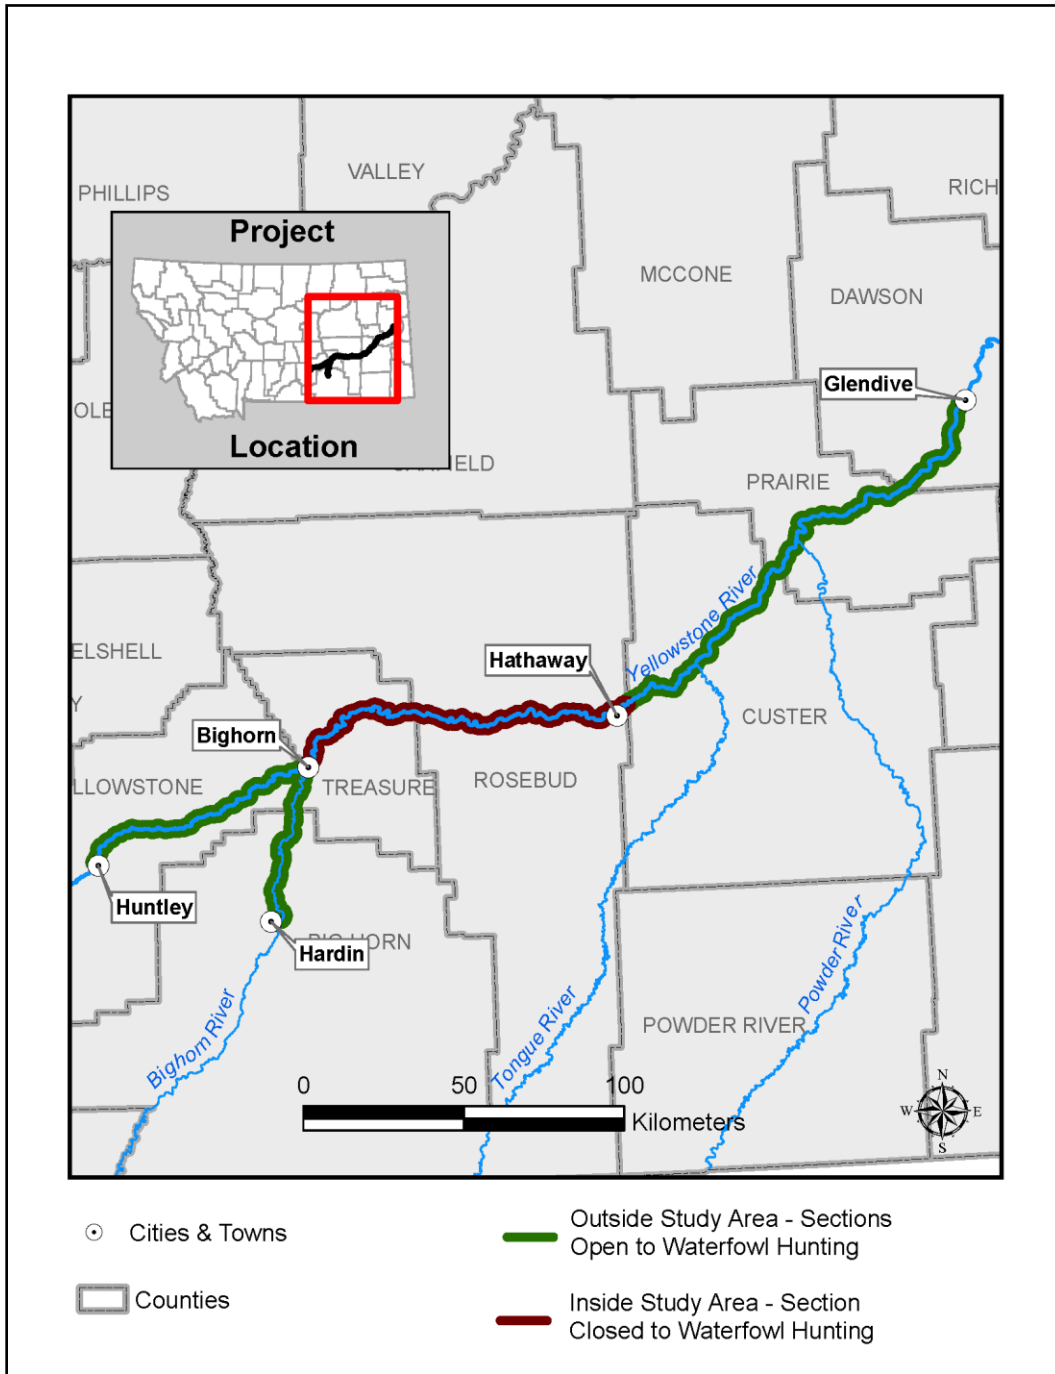 VALLEY
PHILLIPS
RICH
Project
MCCONE
DAWSON
Glendive
OLE
Location
PRAIRIE
Yellowstone River
ELSHELL
Hathaway
Y
CUSTER
Bighorn
LLOWSTONE
TREASURE
ROSEBUD
Huntley
Hardin
HORN
Bighorn River
Tongue River
Powder River
POWDER RIVER
0 50 100
Kilometers
N
W E
S
Cities & Towns
Counties
Outside Study Area - Sections
Open to Waterfowl Hunting
Inside Study Area - Section
Closed to Waterfowl Hunting